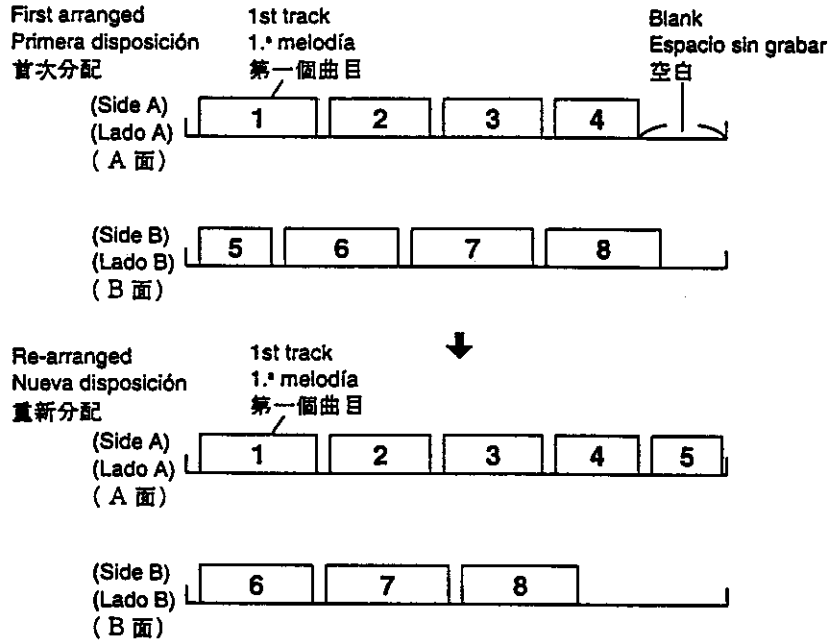 First arranged
Primera disposición
首次分配
1st track
1.ª melodía
第一個曲目
Blank
Espacio sin grabar
空白
(Side A)
(Lado A)
( A 面)
1 2 3 4
(Side B)
(Lado B)
( B 面)
5 6 7 8
Re-arranged
Nueva disposición
重新分配
1st track
1.ª melodía
第一個曲目
(Side A)
(Lado A)
( A 面)
1 2 3 4 5
(Side B)
(Lado B)
( B 面)
6 7 8